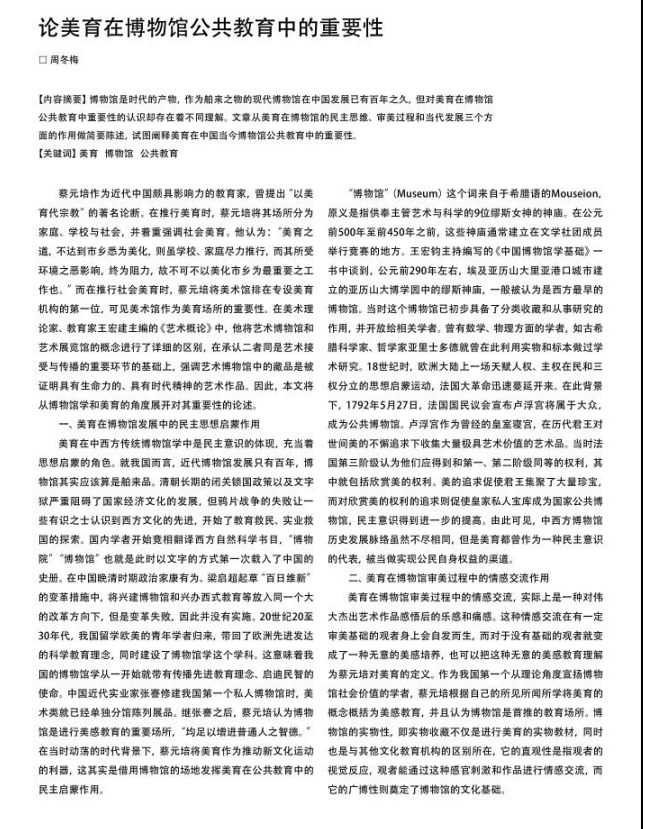 论美育在博物馆公共教育中的重要性
□ 周冬梅
【内容摘要】博物馆是时代的产物，作为舶来之物的现代博物馆在中国发展已有百年之久，但对美育在博物馆
公共教育中重要性的认识却存在着不同理解。文章从美育在博物馆的民主思维、审美过程和当代发展三个方
面的作用做简要陈述，试图阐释美育在中国当今博物馆公共教育中的重要性。
【关键词】美育 博物馆 公共教育
蔡元培作为近代中国颇具影响力的教育家，曾提出“以美
育代宗教”的著名论断。在推行美育时，蔡元培将其场所分为
家庭、学校与社会，并着重强调社会美育。他认为：“美育之
道，不达到市乡悉为美化，则虽学校、家庭尽力推行，而其所受
环境之恶影响，终为阻力，故不可不以美化市乡为最重要之工
作也。”而在推行社会美育时，蔡元培将美术馆排在专设美育
机构的第一位，可见美术馆作为美育场所的重要性。在美术理
论家、教育家王宏建主编的《艺术概论》中，他将艺术博物馆和
艺术展览馆的概念进行了详细的区别，在承认二者同是艺术接
受与传播的重要环节的基础上，强调艺术博物馆中的藏品是被
证明具有生命力的、具有时代精神的艺术作品。因此，本文将
从博物馆学和美育的角度展开对其重要性的论述。
一、美育在博物馆发展中的民主思想启蒙作用
美育在中西方传统博物馆学中是民主意识的体现，充当着
思想启蒙的角色。就我国而言，近代博物馆发展只有百年，博
物馆其实应该算是舶来品。清朝长期的闭关锁国政策以及文字
狱严重阻碍了国家经济文化的发展，但鸦片战争的失败让一
些有识之士认识到西方文化的先进，开始了教育救民、实业救
国的探索。国内学者开始竞相翻译西方自然科学书目，“博物
院”“博物馆”也就是此时以文字的方式第一次载入了中国的
史册。在中国晚清时期政治家康有为、梁启超起草“百日维新”
的变革措施中，将兴建博物馆和兴办西式教育等放入同一个大
的改革方向下，但是变革失败，因此并没有实施。20世纪20至
30年代，我国留学欧美的青年学者归来，带回了欧洲先进发达
的科学教育理念，同时建设了博物馆学这个学科。这意味着我
国的博物馆学从一开始就带有传播先进教育理念、启迪民智的
使命。中国近代实业家张謇修建我国第一个私人博物馆时，美
术类就已经单独分馆陈列展品。继张謇之后，蔡元培认为博物
馆是进行美感教育的重要场所，“均足以增进普通人之智德。”
在当时动荡的时代背景下，蔡元培将美育作为推动新文化运动
的利器，这其实是借用博物馆的场地发挥美育在公共教育中的
民主启蒙作用。
“博物馆”（Museum）这个词来自于希腊语的Mouseion，
原义是指供奉主管艺术与科学的9位缪斯女神的神庙。在公元
前500年至前450年之前，这些神庙通常建立在文学社团成员
举行竞赛的地方。王宏钧主持编写的《中国博物馆学基础》一
书中谈到，公元前290年左右，埃及亚历山大里亚港口城市建
立的亚历山大博学园中的缪斯神庙，一般被认为是西方最早的
博物馆。当时这个博物馆已初步具备了分类收藏和从事研究的
作用，并开放给相关学者。曾有数学、物理方面的学者，如古希
腊科学家、哲学家亚里士多德就曾在此利用实物和标本做过学
术研究。18世纪时，欧洲大陆上一场天赋人权、主权在民和三
权分立的思想启蒙运动，法国大革命迅速蔓延开来。在此背景
下，1792年5月27日，法国国民议会宣布卢浮宫将属于大众，
成为公共博物馆。卢浮宫作为曾经的皇室寝宫，在历代君王对
世间美的不懈追求下收集大量极具艺术价值的艺术品。当时法
国第三阶级认为他们应得到和第一、第二阶级同等的权利，其
中就包括欣赏美的权利。美的追求促使君王集聚了大量珍宝，
而对欣赏美的权利的追求则促使皇家私人宝库成为国家公共博
物馆，民主意识得到进一步的提高。由此可见，中西方博物馆
历史发展脉络虽然不尽相同，但是美育都曾作为一种民主意识
的代表，被当做实现公民自身权益的渠道。
二、美育在博物馆审美过程中的情感交流作用
美育在博物馆审美过程中的情感交流，实际上是一种对伟
大杰出艺术作品感悟后的乐感和痛感。这种情感交流在有一定
审美基础的观者身上会自发而生，而对于没有基础的观者就变
成了一种无意的美感培养，也可以把这种无意的美感教育理解
为蔡元培对美育的定义。作为我国第一个从理论角度宣扬博物
馆社会价值的学者，蔡元培根据自己的所见所闻所学将美育的
概念概括为美感教育，并且认为博物馆是首推的教育场所。博
物馆的实物性，即实物收藏不仅是进行美育的实物教材，同时
也是与其他文化教育机构的区别所在，它的直观性是指观者的
视觉反应，观者能通过这种感官刺激和作品进行情感交流，而
它的广博性则奠定了博物馆的文化基础。